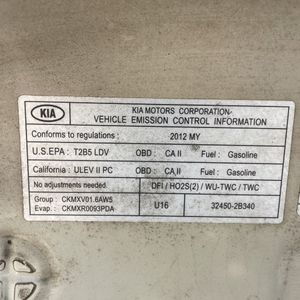 KIA
KIA MOTORS CORPORATION
VEHICLE EMISSION CONTROL INFORMATION
Conforms to regulations : 2012 MY
U.S.EPA : T2B5 LDV OBD : CA II Fuel : Gasoline
California : ULEV II PC OBD : CA II Fuel : Gasoline
No adjustments needed DFI / HO2S(2) / WU-TWC / TWC
Group : CKMXV01.6AW5 U16 32450-2B340
Evap. : CKMXR0093PDA